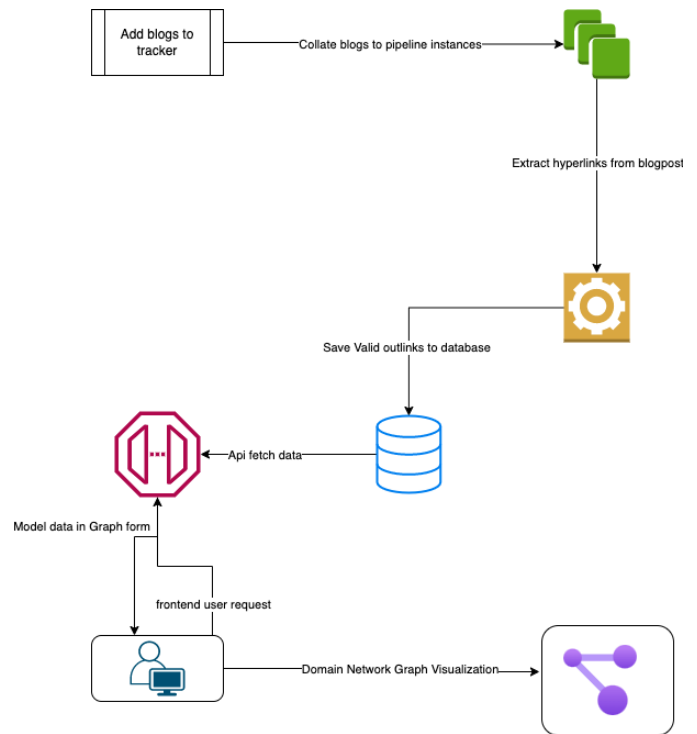 Add blogs to
tracker
Collate blogs to pipeline instances
Extract hyperlinks from blogpost
Save Valid outlinks to database
Api fetch data
Model data in Graph form
frontend user request
Domain Network Graph Visualization